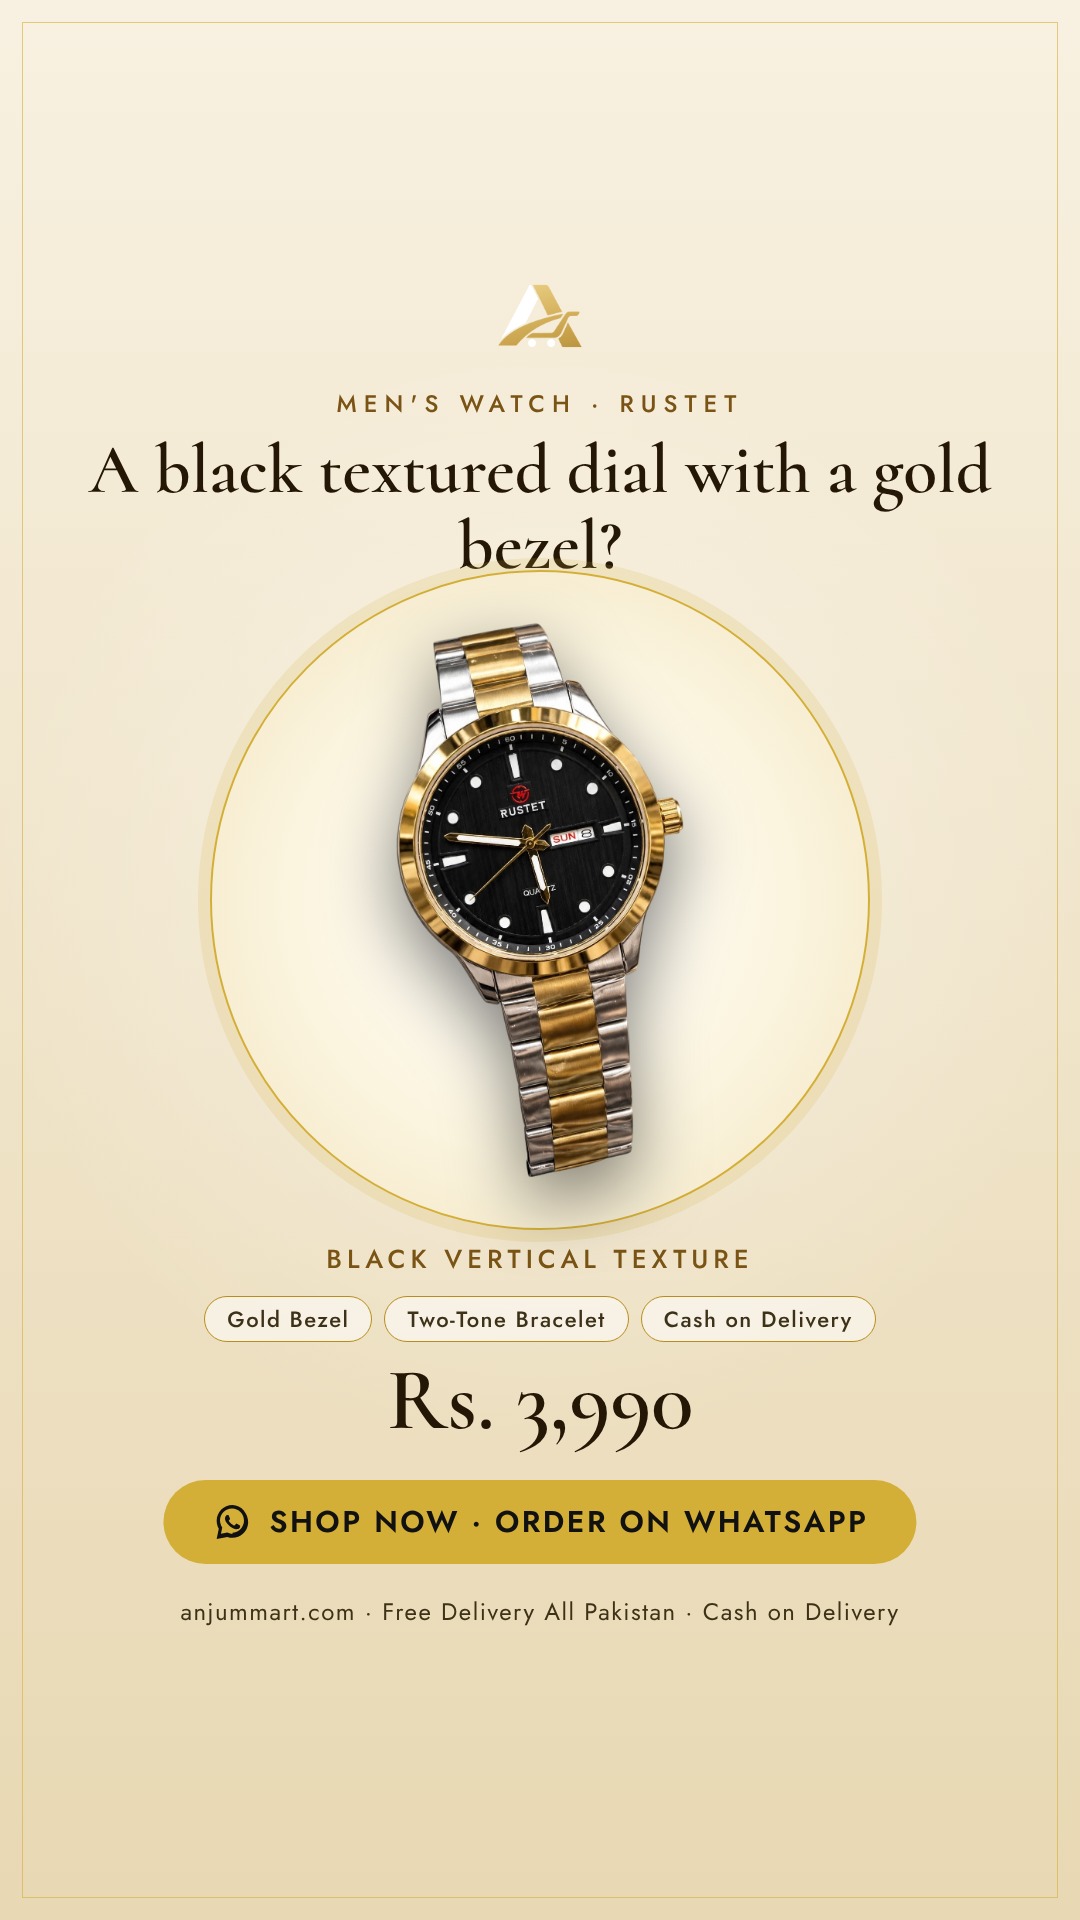 MEN'S WATCH · RUSTET
A black textured dial with a gold
bezel?
RUSTET
SUN 8
QUARTZ
BLACK VERTICAL TEXTURE
Gold Bezel
Two-Tone Bracelet
Cash on Delivery
Rs. 3,990
SHOP NOW · ORDER ON WHATSAPP
anjummart.com · Free Delivery All Pakistan · Cash on Delivery